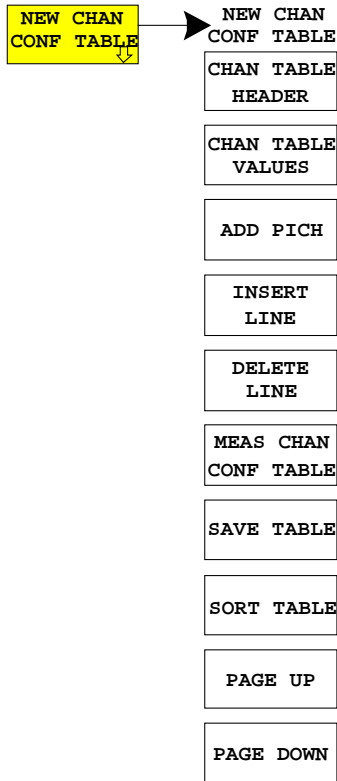 NEW CHAN
CONF TABLE
NEW CHAN
CONF TABLE
CHAN TABLE
HEADER
CHAN TABLE
VALUES
ADD PICH
INSERT
LINE
DELETE
LINE
MEAS CHAN
CONF TABLE
SAVE TABLE
SORT TABLE
PAGE UP
PAGE DOWN